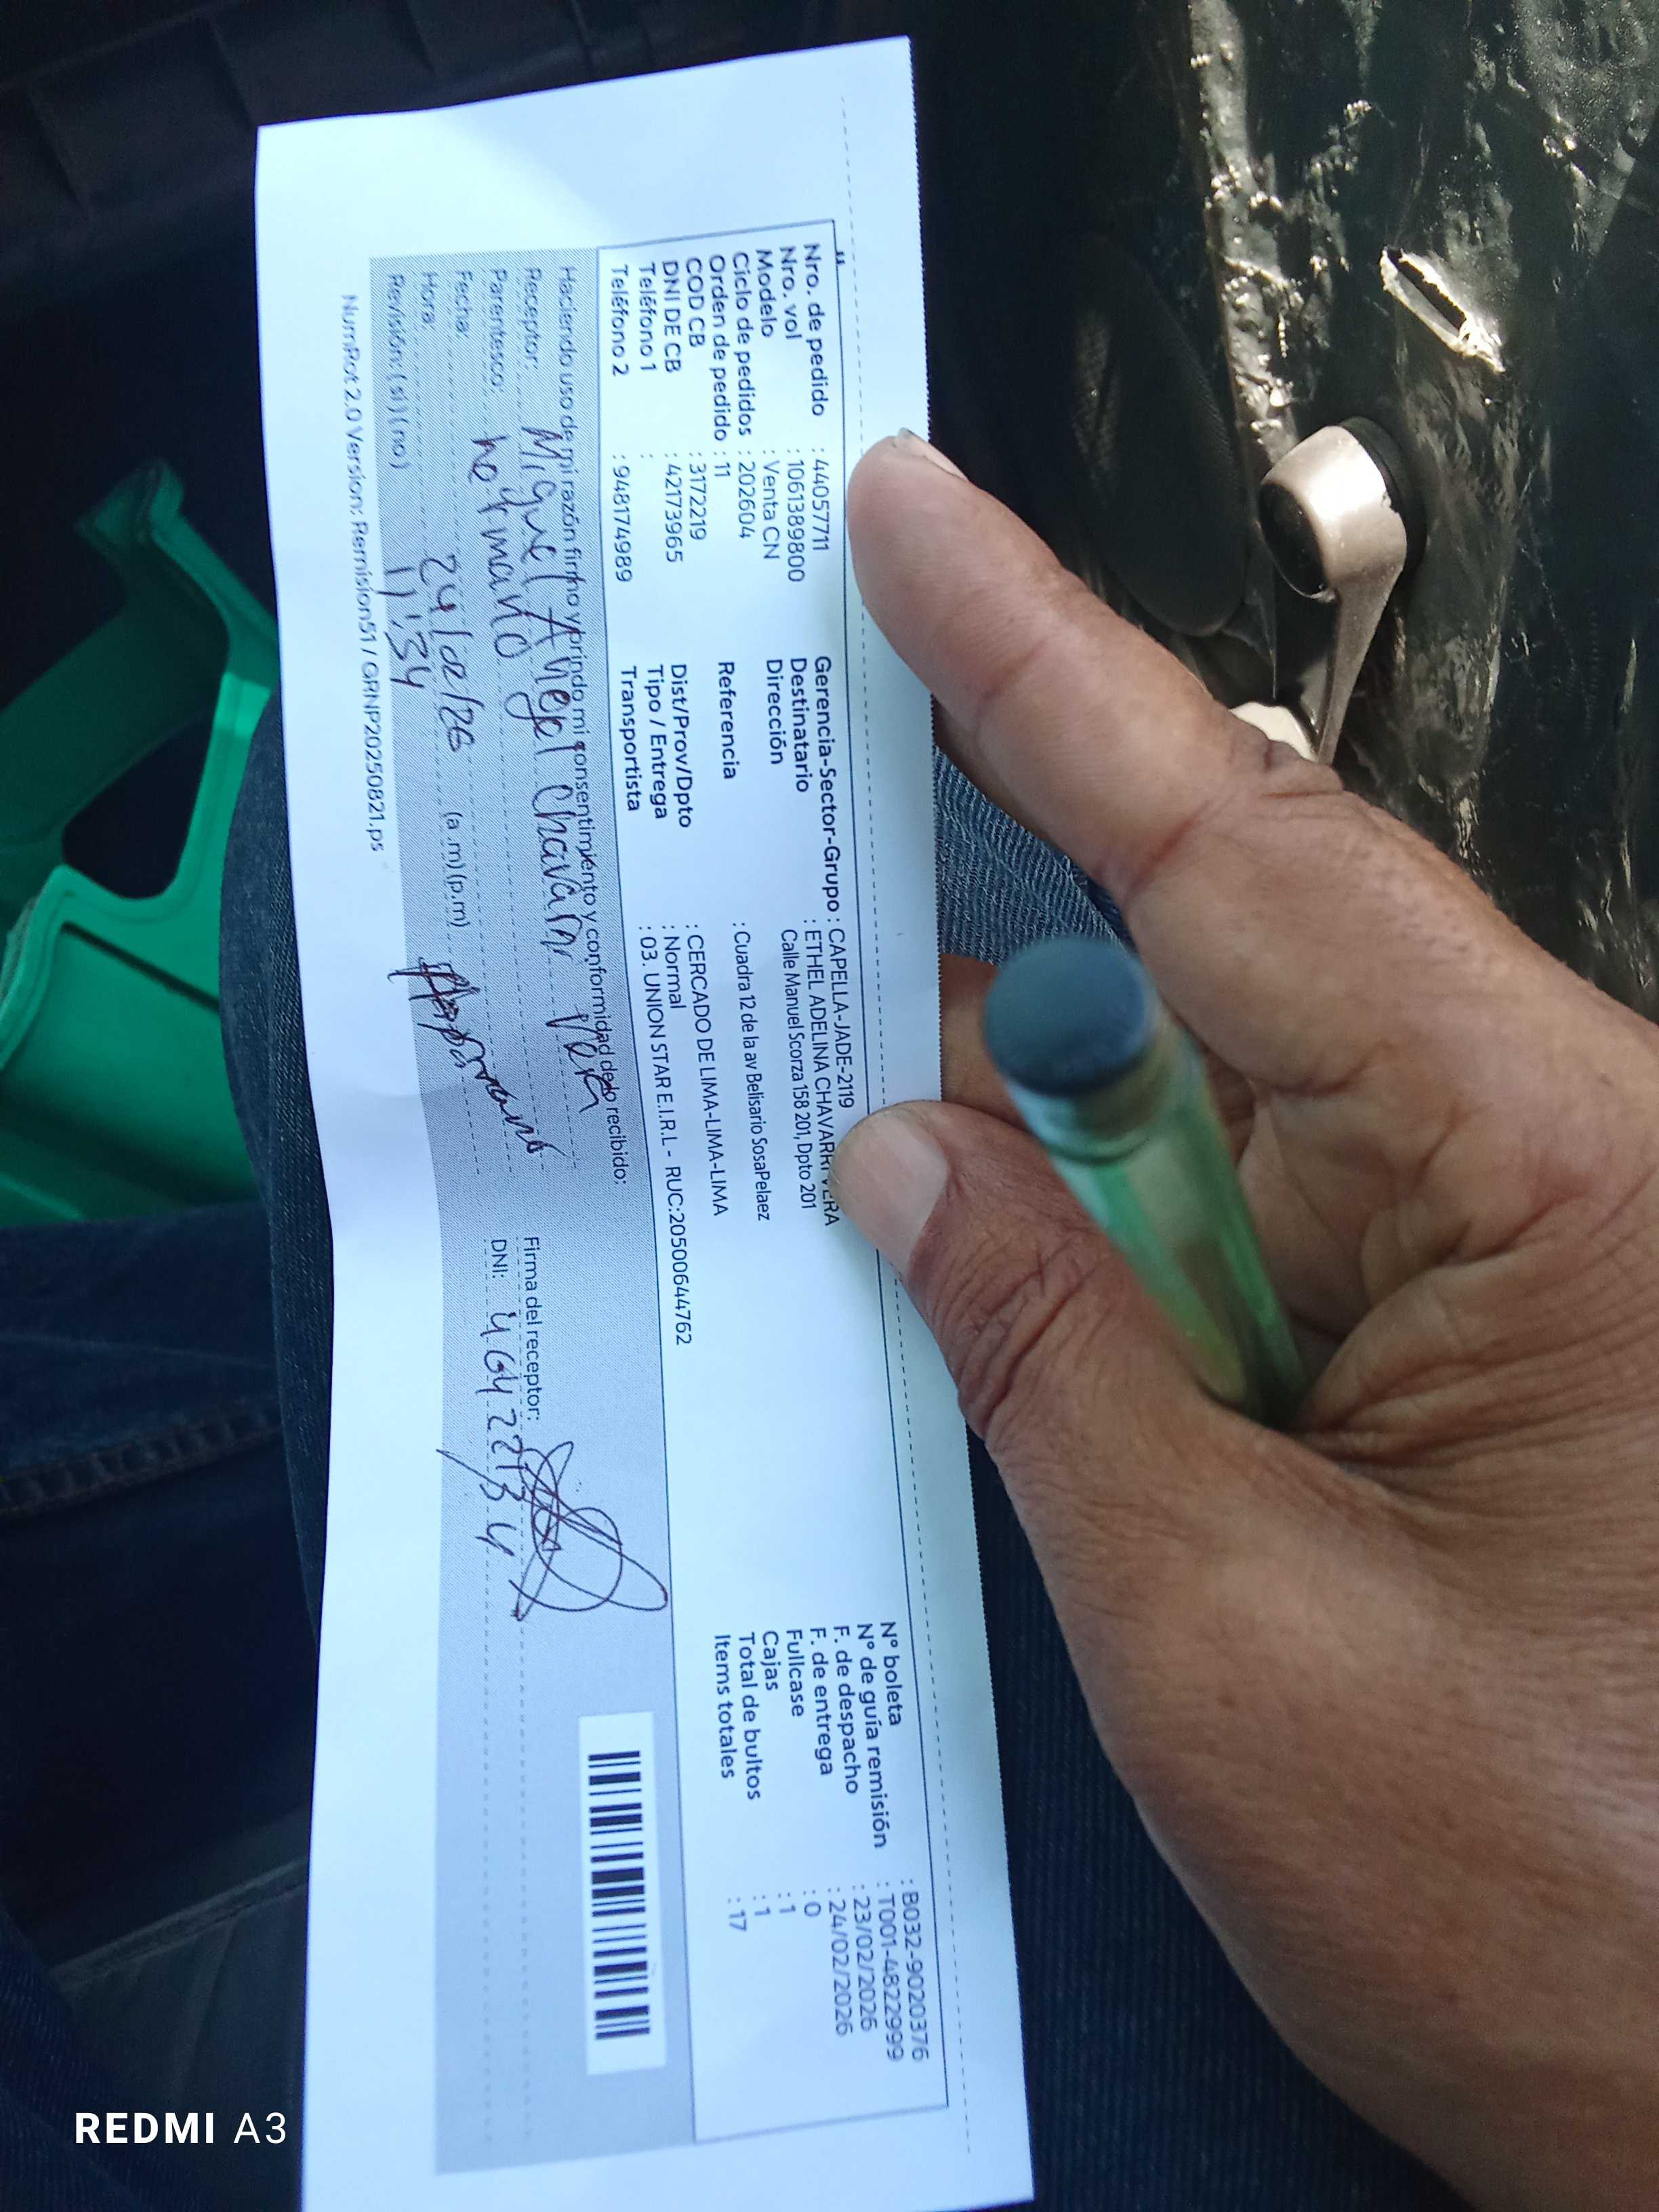 Nro. de pedido : 44057711
Nro. vol : 1061389800
Modelo : Venta CN
Ciclo de pedidos : 202604
Orden de pedido : 11
COD CB : 3172219
DNI DE CB : 42173965
Teléfono 1 :
Teléfono 2 : 948174989
Gerencia-Sector-Grupo : CAPELLA-JADE-2119
Destinatario : ETHEL ADELINA CHAVARRI VERA
Dirección Calle Manuel Scorza 158 201, Dpto 201
Referencia : Cuadra 12 de la av Belisario SosaPelaez
Dist/Prov/Dpto : CERCADO DE LIMA-LIMA-LIMA
Tipo / Entrega : Normal
Transportista : 03. UNION STAR E.I.R.L - RUC:20500644762
N° boleta : B032-9020376
N° de guía remisión : T001-48229999
F. de despacho : 23/02/2026
F. de entrega : 24/02/2026
Fullcase : 0
Cajas : 1
Total de bultos : 1
Items totales : 17
Haciendo uso de mi razón firmo y brindo mi consentimiento y conformidad de lo recibido:
Receptor: Miguel Angel Chavarri Vera
Parentesco: hermano
Fecha: 24/02/26
Hora: 11:34 (a.m)(p.m)
Revisión: (si) (no)
Firma del receptor:
DNI: 46422134
NumRot 2.0 Version: Remision51 / GRNP20250821.ps
REDMI A3